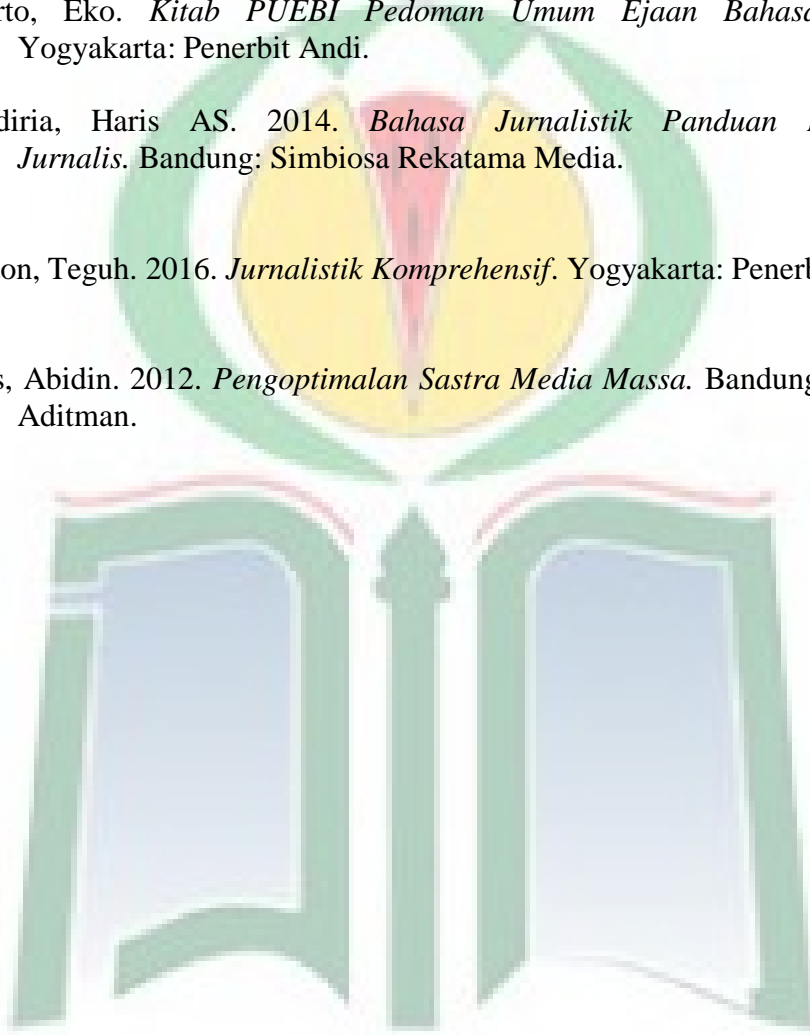 rto, Eko. Kitab PUEBI Pedoman Umum Ejaan Bahasa
Yogyakarta: Penerbit Andi.
diria, Haris AS. 2014. Bahasa Jurnalistik Panduan
Jurnalis. Bandung: Simbiosa Rekatama Media.
on, Teguh. 2016. Jurnalistik Komprehensif. Yogyakarta: Penerb
s, Abidin. 2012. Pengoptimalan Sastra Media Massa. Bandung
Aditman.